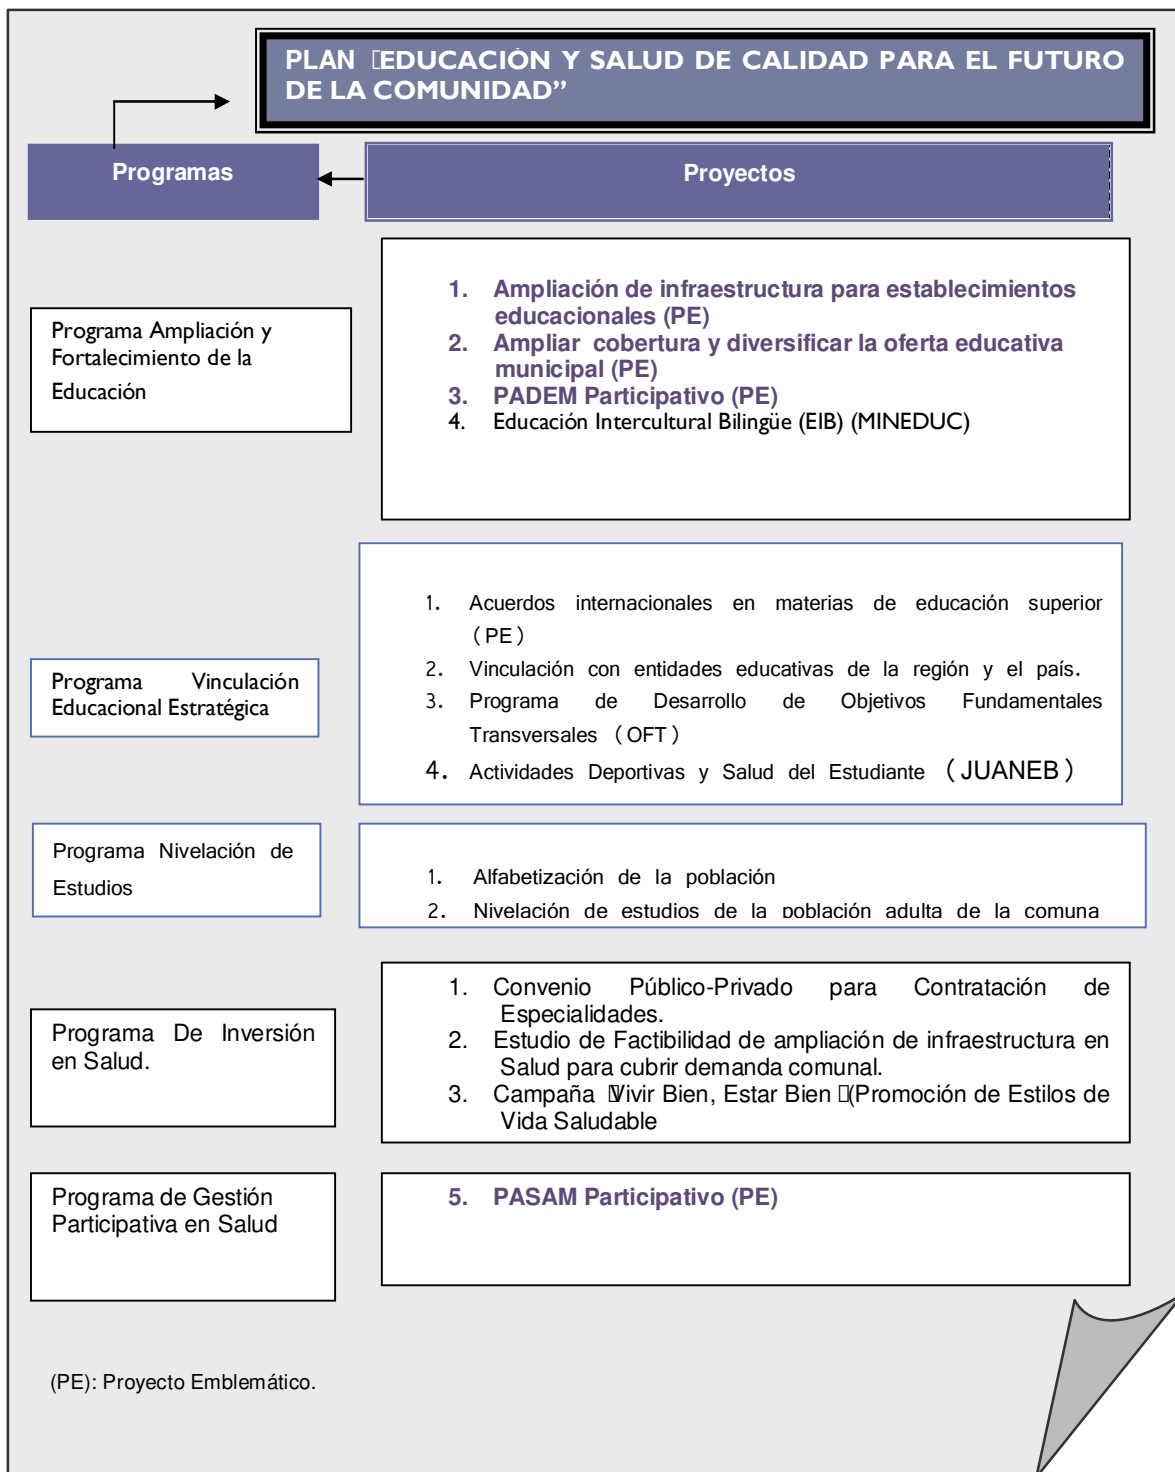 PLAN EDUCACIÓN Y SALUD DE CALIDAD PARA EL FUTURO
DE LA COMUNIDAD”
Programas
Proyectos
Programa Ampliación y
Fortalecimiento de la
Educación
1. Ampliación de infraestructura para establecimientos
educacionales (PE)
2. Ampliar cobertura y diversificar la oferta educativa
municipal (PE)
3. PADEM Participativo (PE)
4. Educación Intercultural Bilingüe (EIB) (MINEDUC)
Programa Vinculación
Educacional Estratégica
1. Acuerdos internacionales en materias de educación superior
(PE)
2. Vinculación con entidades educativas de la región y el país.
3. Programa de Desarrollo de Objetivos Fundamentales
Transversales (OFT)
4. Actividades Deportivas y Salud del Estudiante (JUANEB)
Programa Nivelación de
Estudios
1. Alfabetización de la población
2. Nivelación de estudios de la población adulta de la comuna
Programa De Inversión
en Salud.
1. Convenio Público-Privado para Contratación de
Especialidades.
2. Estudio de Factibilidad de ampliación de infraestructura en
Salud para cubrir demanda comunal.
3. Campaña Vivir Bien, Estar Bien (Promoción de Estilos de
Vida Saludable
Programa de Gestión
Participativa en Salud
5. PASAM Participativo (PE)
(PE): Proyecto Emblemático.